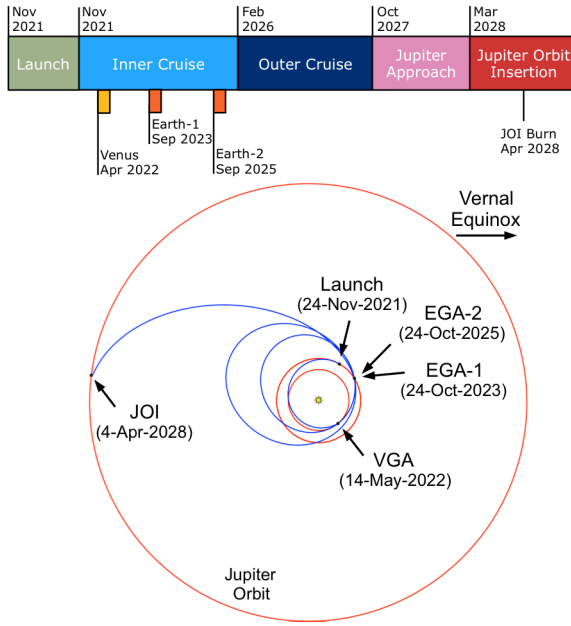 Nov
2021
Nov
2021
Feb
2026
Oct
2027
Mar
2028
Launch
Inner Cruise
Outer Cruise
Jupiter
Approach
Jupiter Orbit
Insertion
Earth-1
Sep 2023
Venus
Apr 2022
Earth-2
Sep 2025
JOI Burn
Apr 2028
Vernal
Equinox
Launch
(24-Nov-2021)
EGA-2
(24-Oct-2025)
EGA-1
(24-Oct-2023)
JOI
(4-Apr-2028)
VGA
(14-May-2022)
Jupiter
Orbit